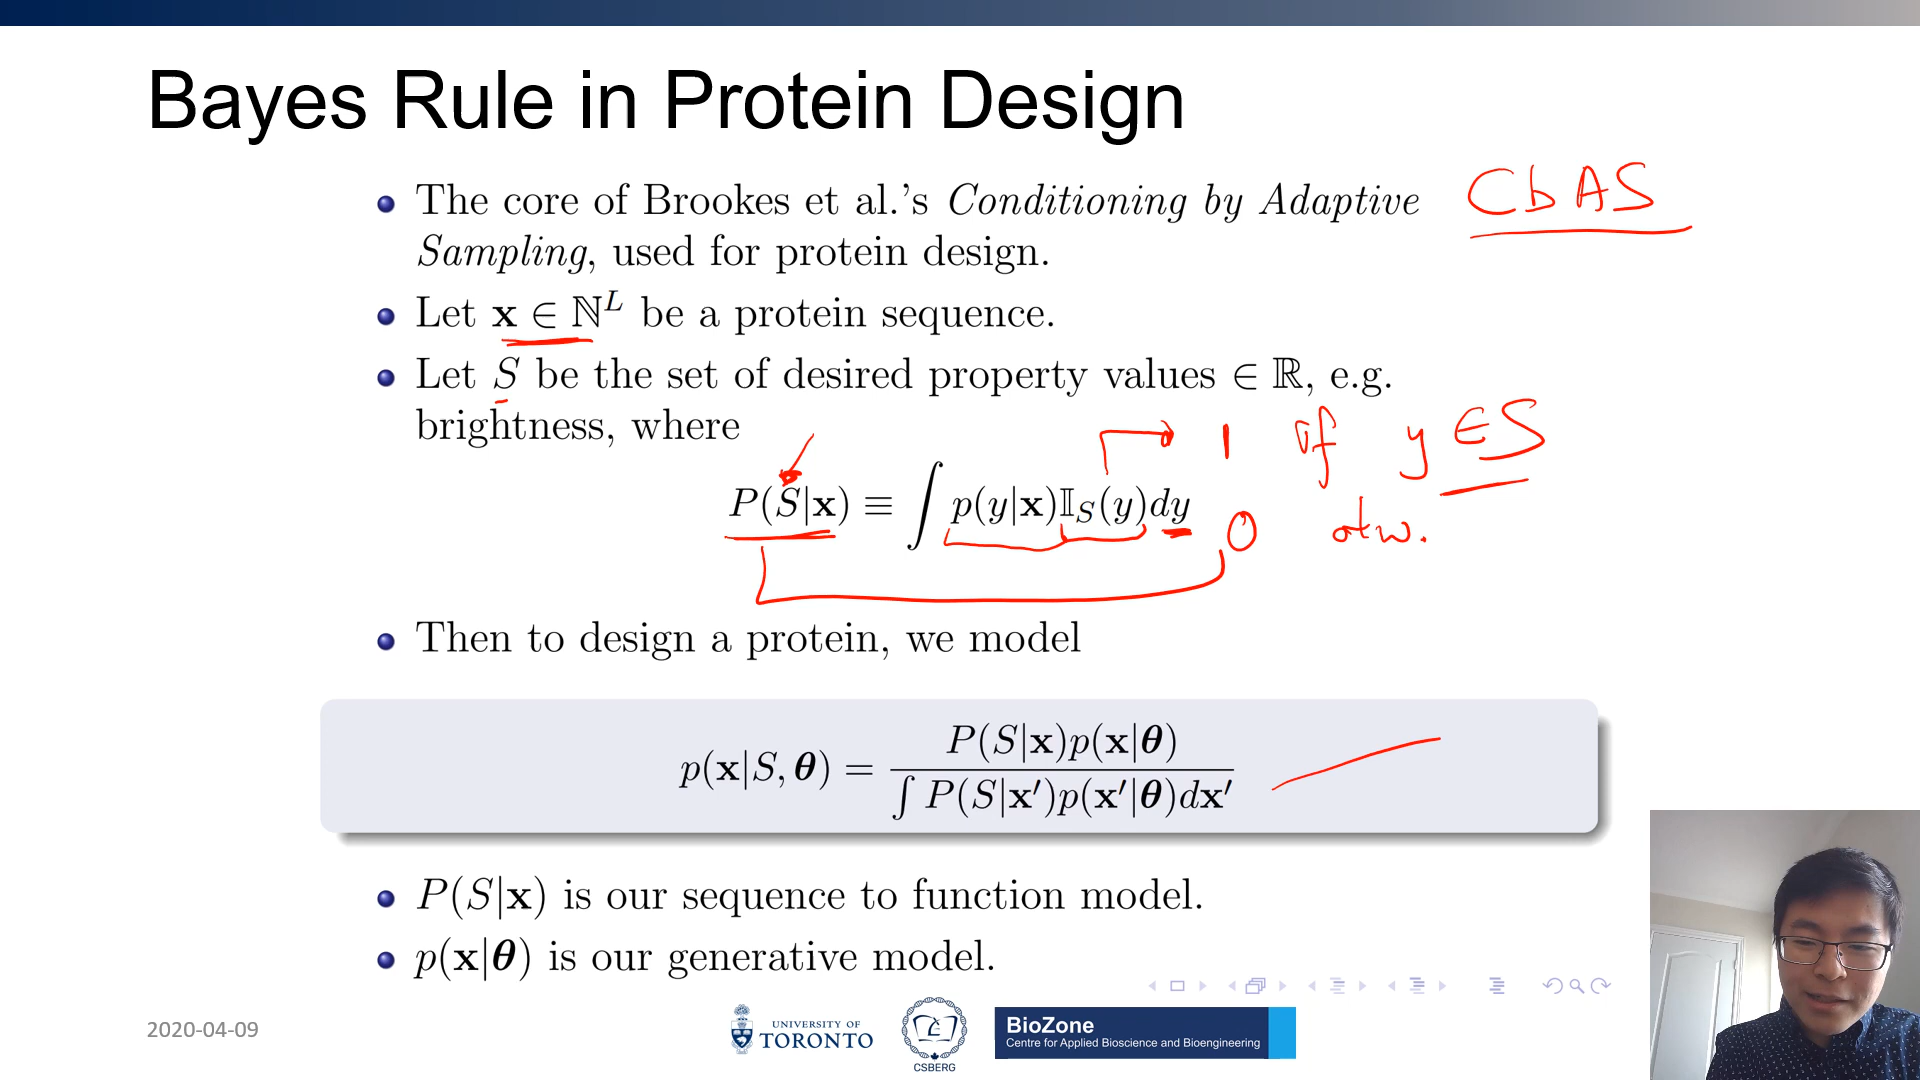 Bayes Rule in Protein Design
The core of Brookes et al.'s Conditioning by Adaptive
Sampling, used for protein design.
CbAS
Let x ∈ ℕ^L be a protein sequence.
Let S be the set of desired property values ∈ ℝ, e.g.
brightness, where
1 if y ∈ S
P(S|x) ≡ ∫ p(y|x)𝕀_S(y)dy
0 otw.
Then to design a protein, we model
p(x|S, θ) = P(S|x)p(x|θ) / ∫ P(S|x′)p(x′|θ)dx′
P(S|x) is our sequence to function model.
p(x|θ) is our generative model.
2020-04-09
UNIVERSITY OF
TORONTO
CSBERG
BioZone
Centre for Applied Bioscience and Bioengineering